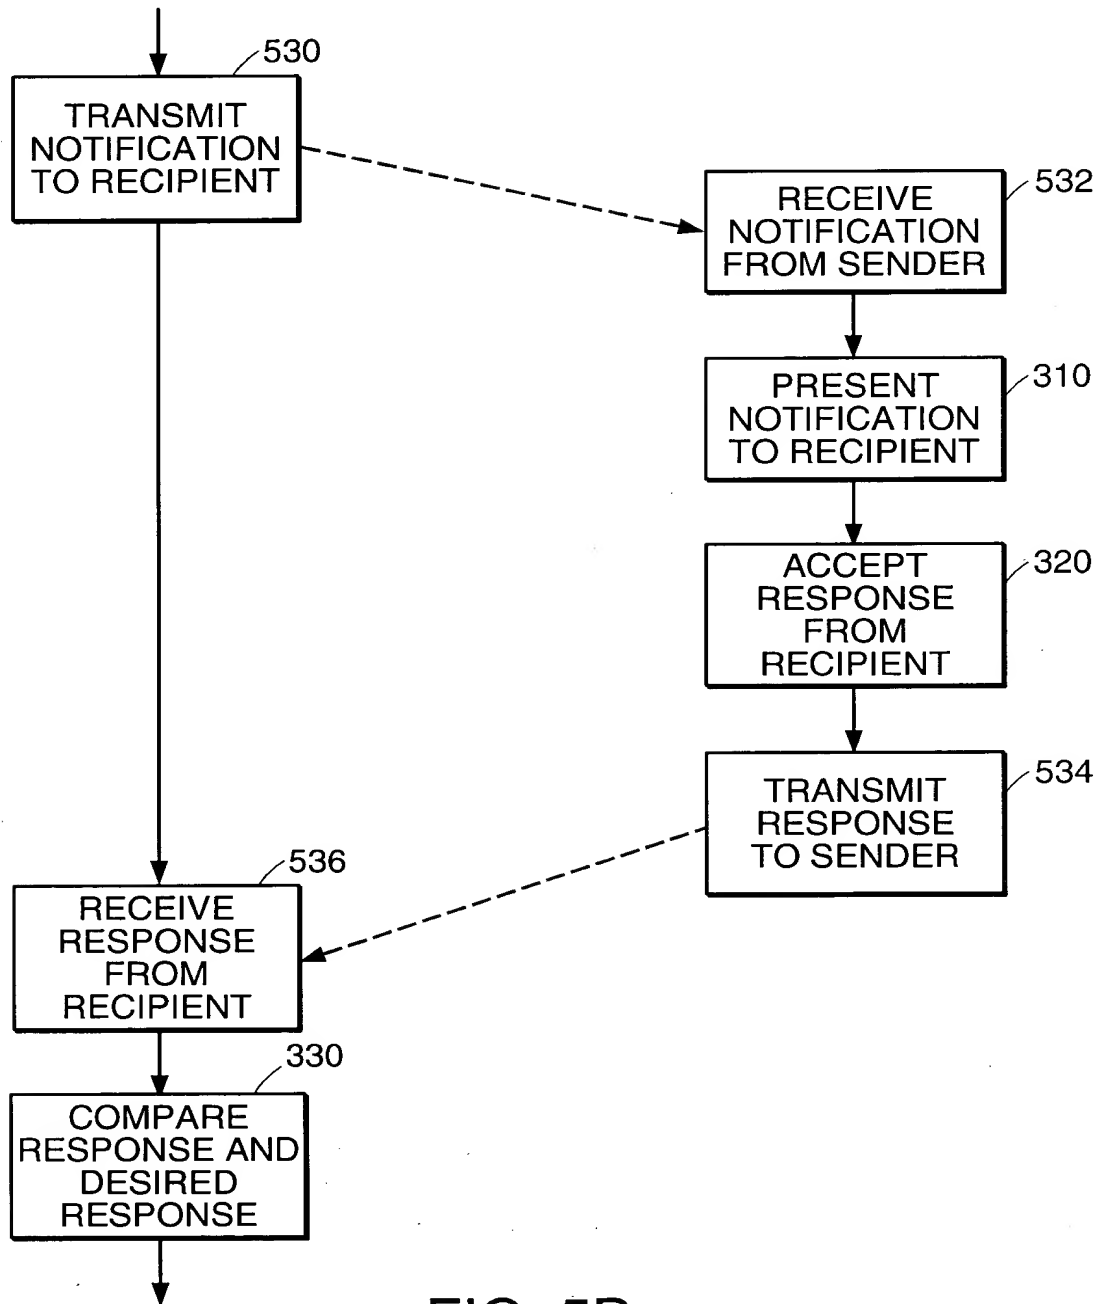 530
TRANSMIT
NOTIFICATION
TO RECIPIENT
532
RECEIVE
NOTIFICATION
FROM SENDER
310
PRESENT
NOTIFICATION
TO RECIPIENT
320
ACCEPT
RESPONSE
FROM
RECIPIENT
534
TRANSMIT
RESPONSE
TO SENDER
536
RECEIVE
RESPONSE
FROM
RECIPIENT
330
COMPARE
RESPONSE AND
DESIRED
RESPONSE